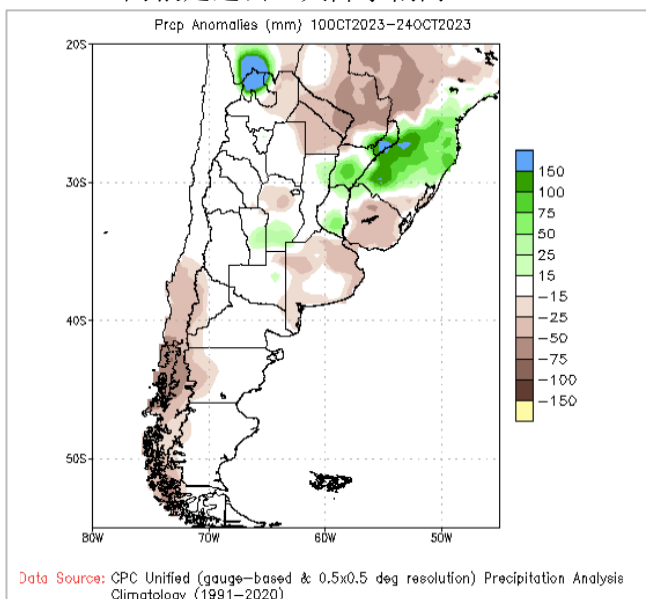 Prcp Anomalies (mm) 10OCT2023–24OCT2023
20S
30S
40S
50S
80W
70W
60W
50W
150
100
75
50
25
15
−15
−25
−50
−75
−100
−150
Data Source: CPC Unified (gauge-based & 0.5x0.5 deg resolution) Precipitation Analysis
Climatology (1991–2020)